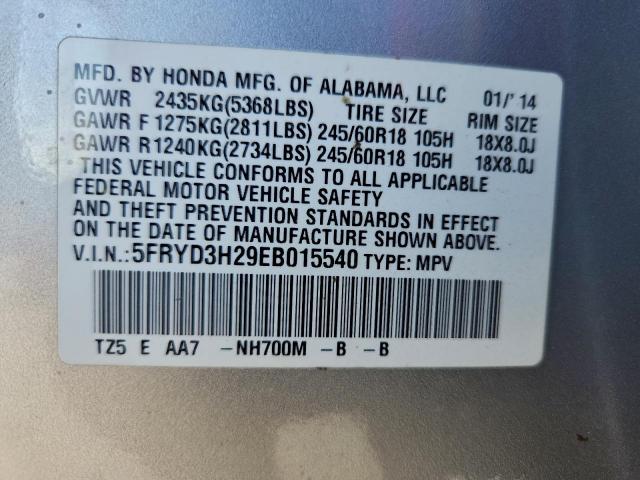 MFD. BY HONDA MFG. OF ALABAMA, LLC 01/'14
GVWR 2435KG(5368LBS) TIRE SIZE RIM SIZE
GAWR F 1275KG(2811LBS) 245/60R18 105H 18X8.0J
GAWR R1240KG(2734LBS) 245/60R18 105H 18X8.0J
THIS VEHICLE CONFORMS TO ALL APPLICABLE
FEDERAL MOTOR VEHICLE SAFETY
AND THEFT PREVENTION STANDARDS IN EFFECT
ON THE DATE OF MANUFACTURE SHOWN ABOVE.
V.I.N.:5FRYD3H29EB015540 TYPE: MPV
TZ5 E AA7 -NH700M -B -B